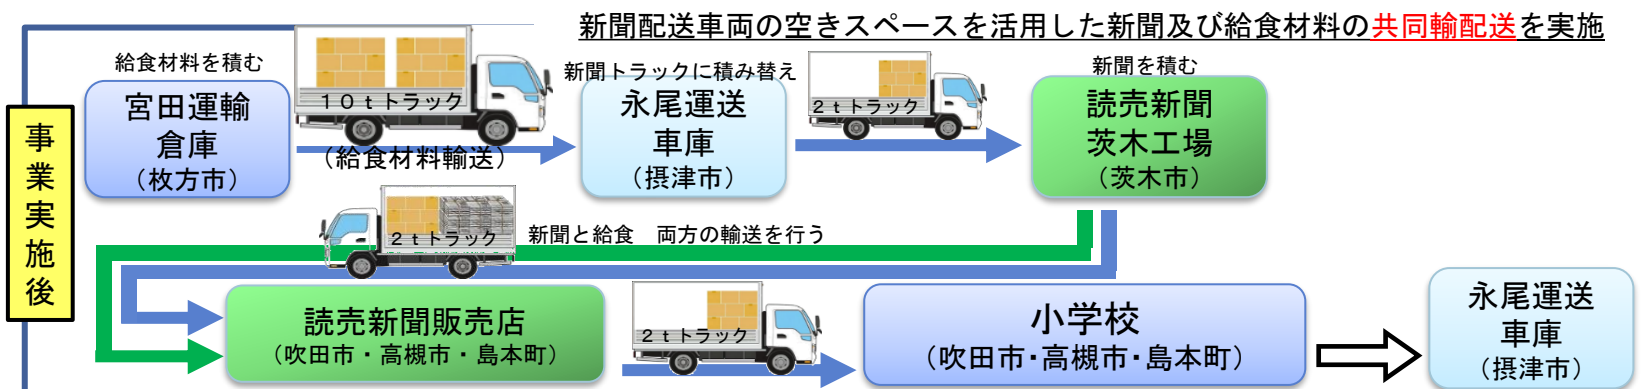 新聞配送車両の空きスペースを活用した新聞及び給食材料の共同輸配送を実施
事業実施後
給食材料を積む
宮田運輸
倉庫
（枚方市）
１０ｔトラック
（給食材料輸送）
新聞トラックに積み替え
永尾運送
車庫
（摂津市）
２ｔトラック
新聞を積む
読売新聞
茨木工場
（茨木市）
２ｔトラック
新聞と給食　両方の輸送を行う
読売新聞販売店
（吹田市・高槻市・島本町）
２ｔトラック
小学校
（吹田市・高槻市・島本町）
永尾運送
車庫
（摂津市）